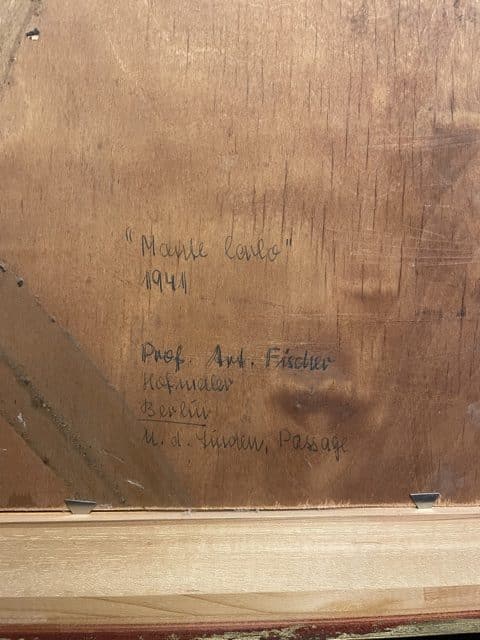 "Monte Carlo"
1941
Prof. Art. Fischer
Hofmaler
Berlin
U. d. Linden, Passage